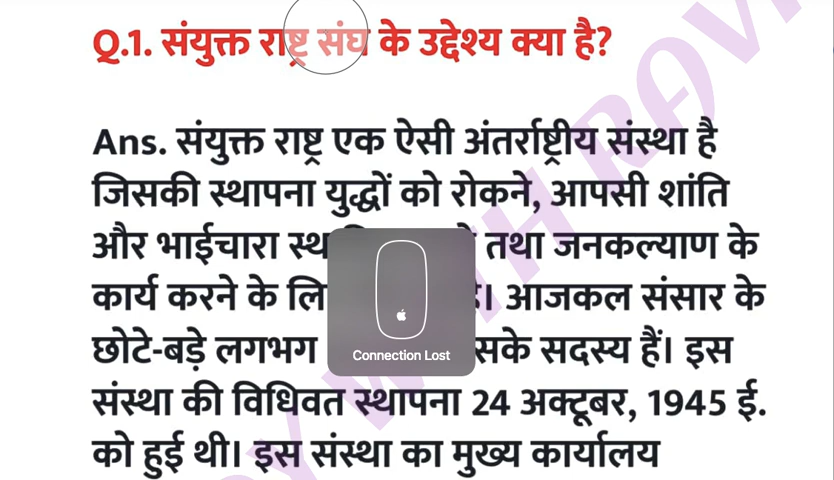 Q.1. संयुक्त राष्ट्र संघ के उद्देश्य क्या है?
Ans. संयुक्त राष्ट्र एक ऐसी अंतर्राष्ट्रीय संस्था है
जिसकी स्थापना युद्धों को रोकने, आपसी शांति
और भाईचारा तथा जनकल्याण के
कार्य करने के आजकल संसार के
छोटे-बड़े लगभग सदस्य हैं। इस
Connection Lost
संस्था की विधिवत स्थापना 24 अक्टूबर, 1945 ई.
को हुई थी। इस संस्था का मुख्य कार्यालय